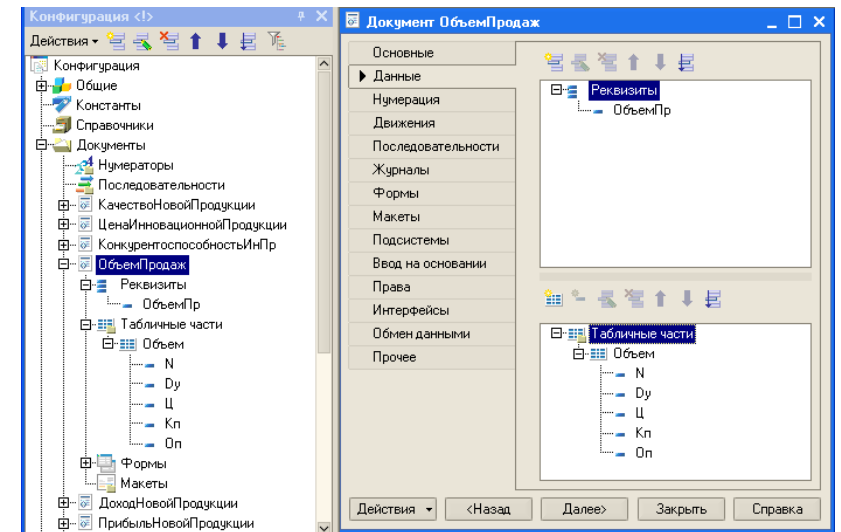 Конфигурация <!>
Действия
Конфигурация
Общие
Константы
Справочники
Документы
Нумераторы
Последовательности
КачествоНовойПродукции
ЦенаИнновационнойПродукции
КонкурентоспособностьИнПр
ОбъемПродаж
Реквизиты
ОбъемПр
Табличные части
Объем
N
Dy
Ц
Кп
Оп
Формы
Макеты
ДоходНовойПродукции
ПрибыльНовойПродукции
Документ ОбъемПродаж
Основные
Данные
Нумерация
Движения
Последовательности
Журналы
Формы
Макеты
Подсистемы
Ввод на основании
Права
Интерфейсы
Обмен данными
Прочее
Реквизиты
ОбъемПр
Табличные части
Объем
N
Dy
Ц
Кп
Оп
Действия
<Назад
Далее>
Закрыть
Справка